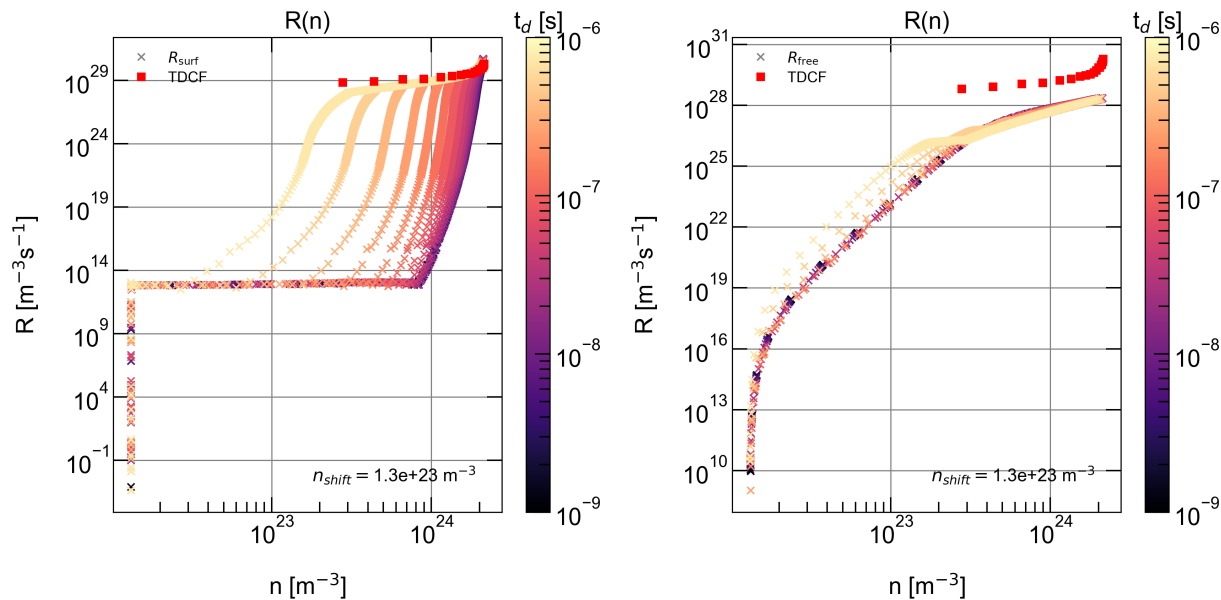 R(n)
t_d [s]
R_surf
TDCF
10^29
10^24
10^19
10^14
10^9
10^4
10^−1
R [m^−3s^−1]
n_shift = 1.3e+23 m^−3
10^23
10^24
n [m^−3]
10^−6
10^−7
10^−8
10^−9
R(n)
t_d [s]
R_free
TDCF
10^31
10^28
10^25
10^22
10^19
10^16
10^13
10^10
R [m^−3s^−1]
n_shift = 1.3e+23 m^−3
10^23
10^24
n [m^−3]
10^−6
10^−7
10^−8
10^−9